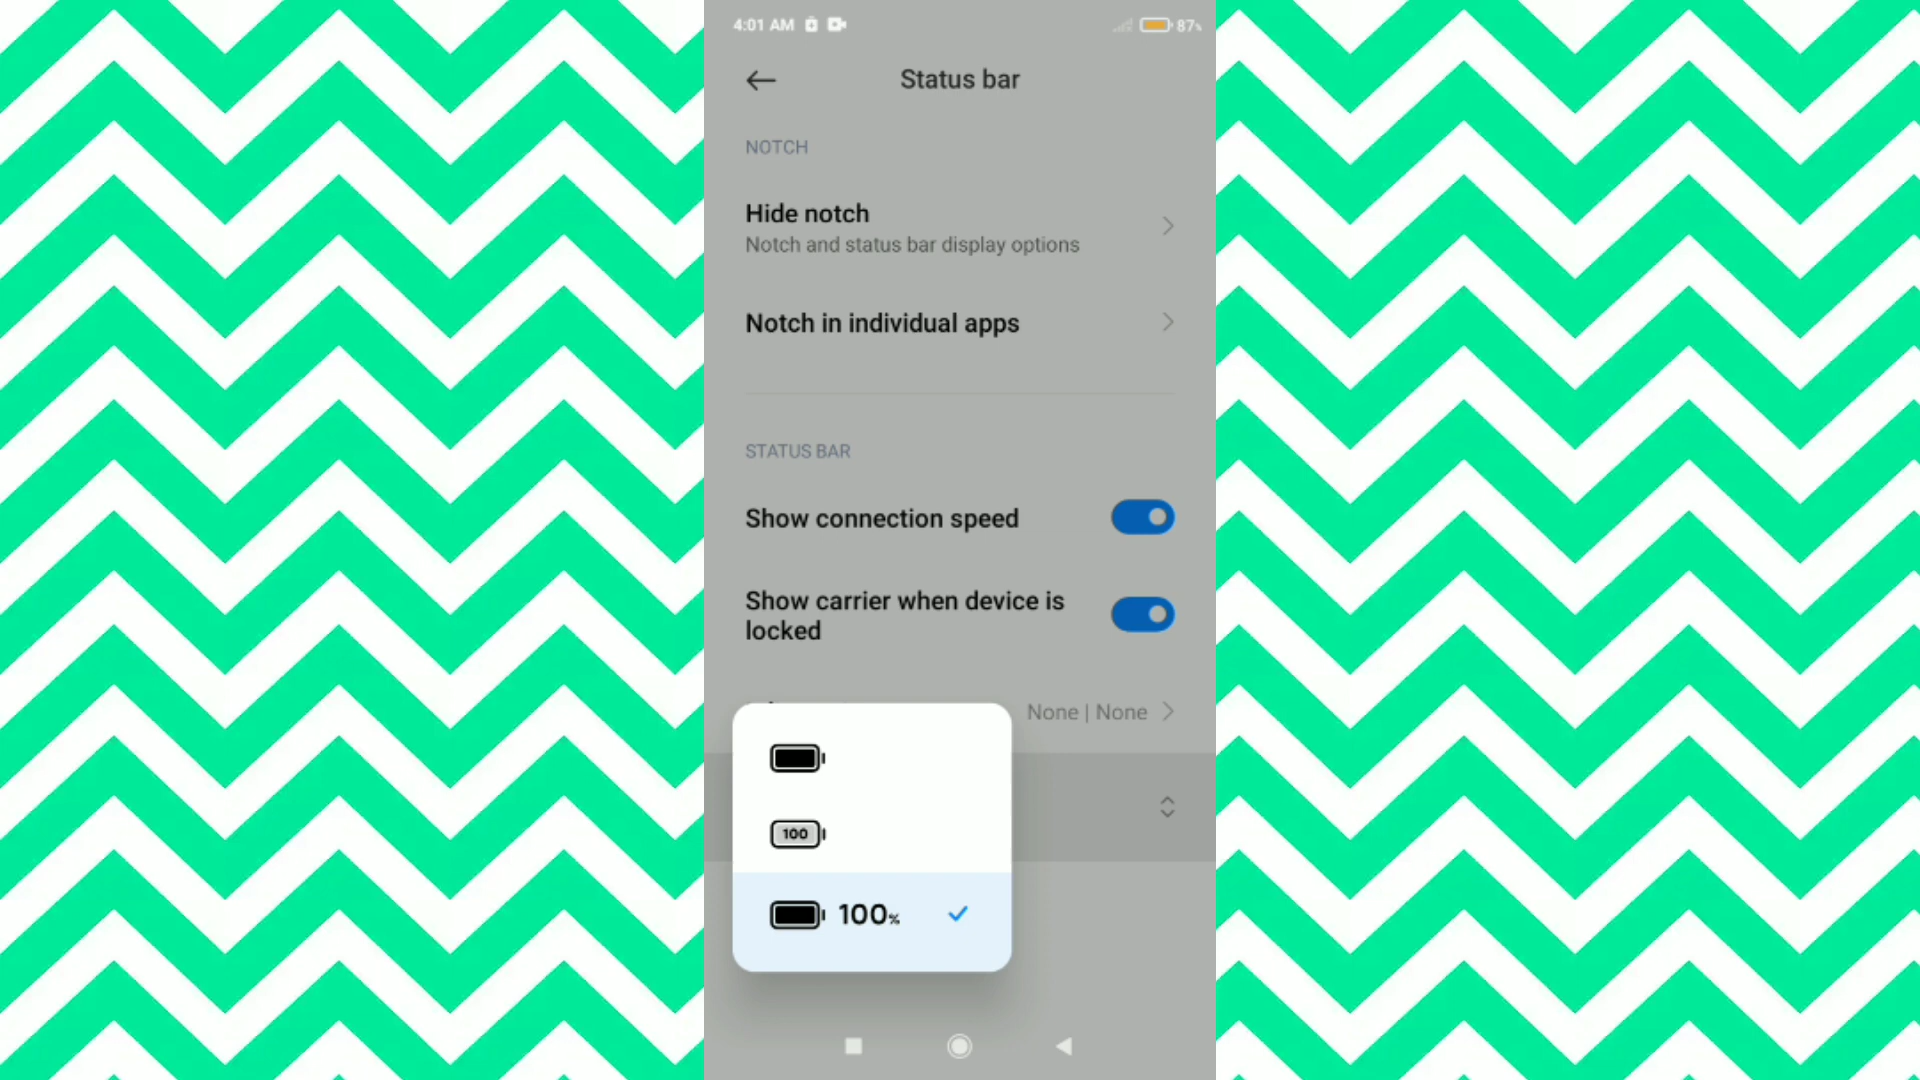 4:01 AM
87%
Status bar
NOTCH
Hide notch
Notch and status bar display options
Notch in individual apps
STATUS BAR
Show connection speed
Show carrier when device is
locked
None | None
100
100%